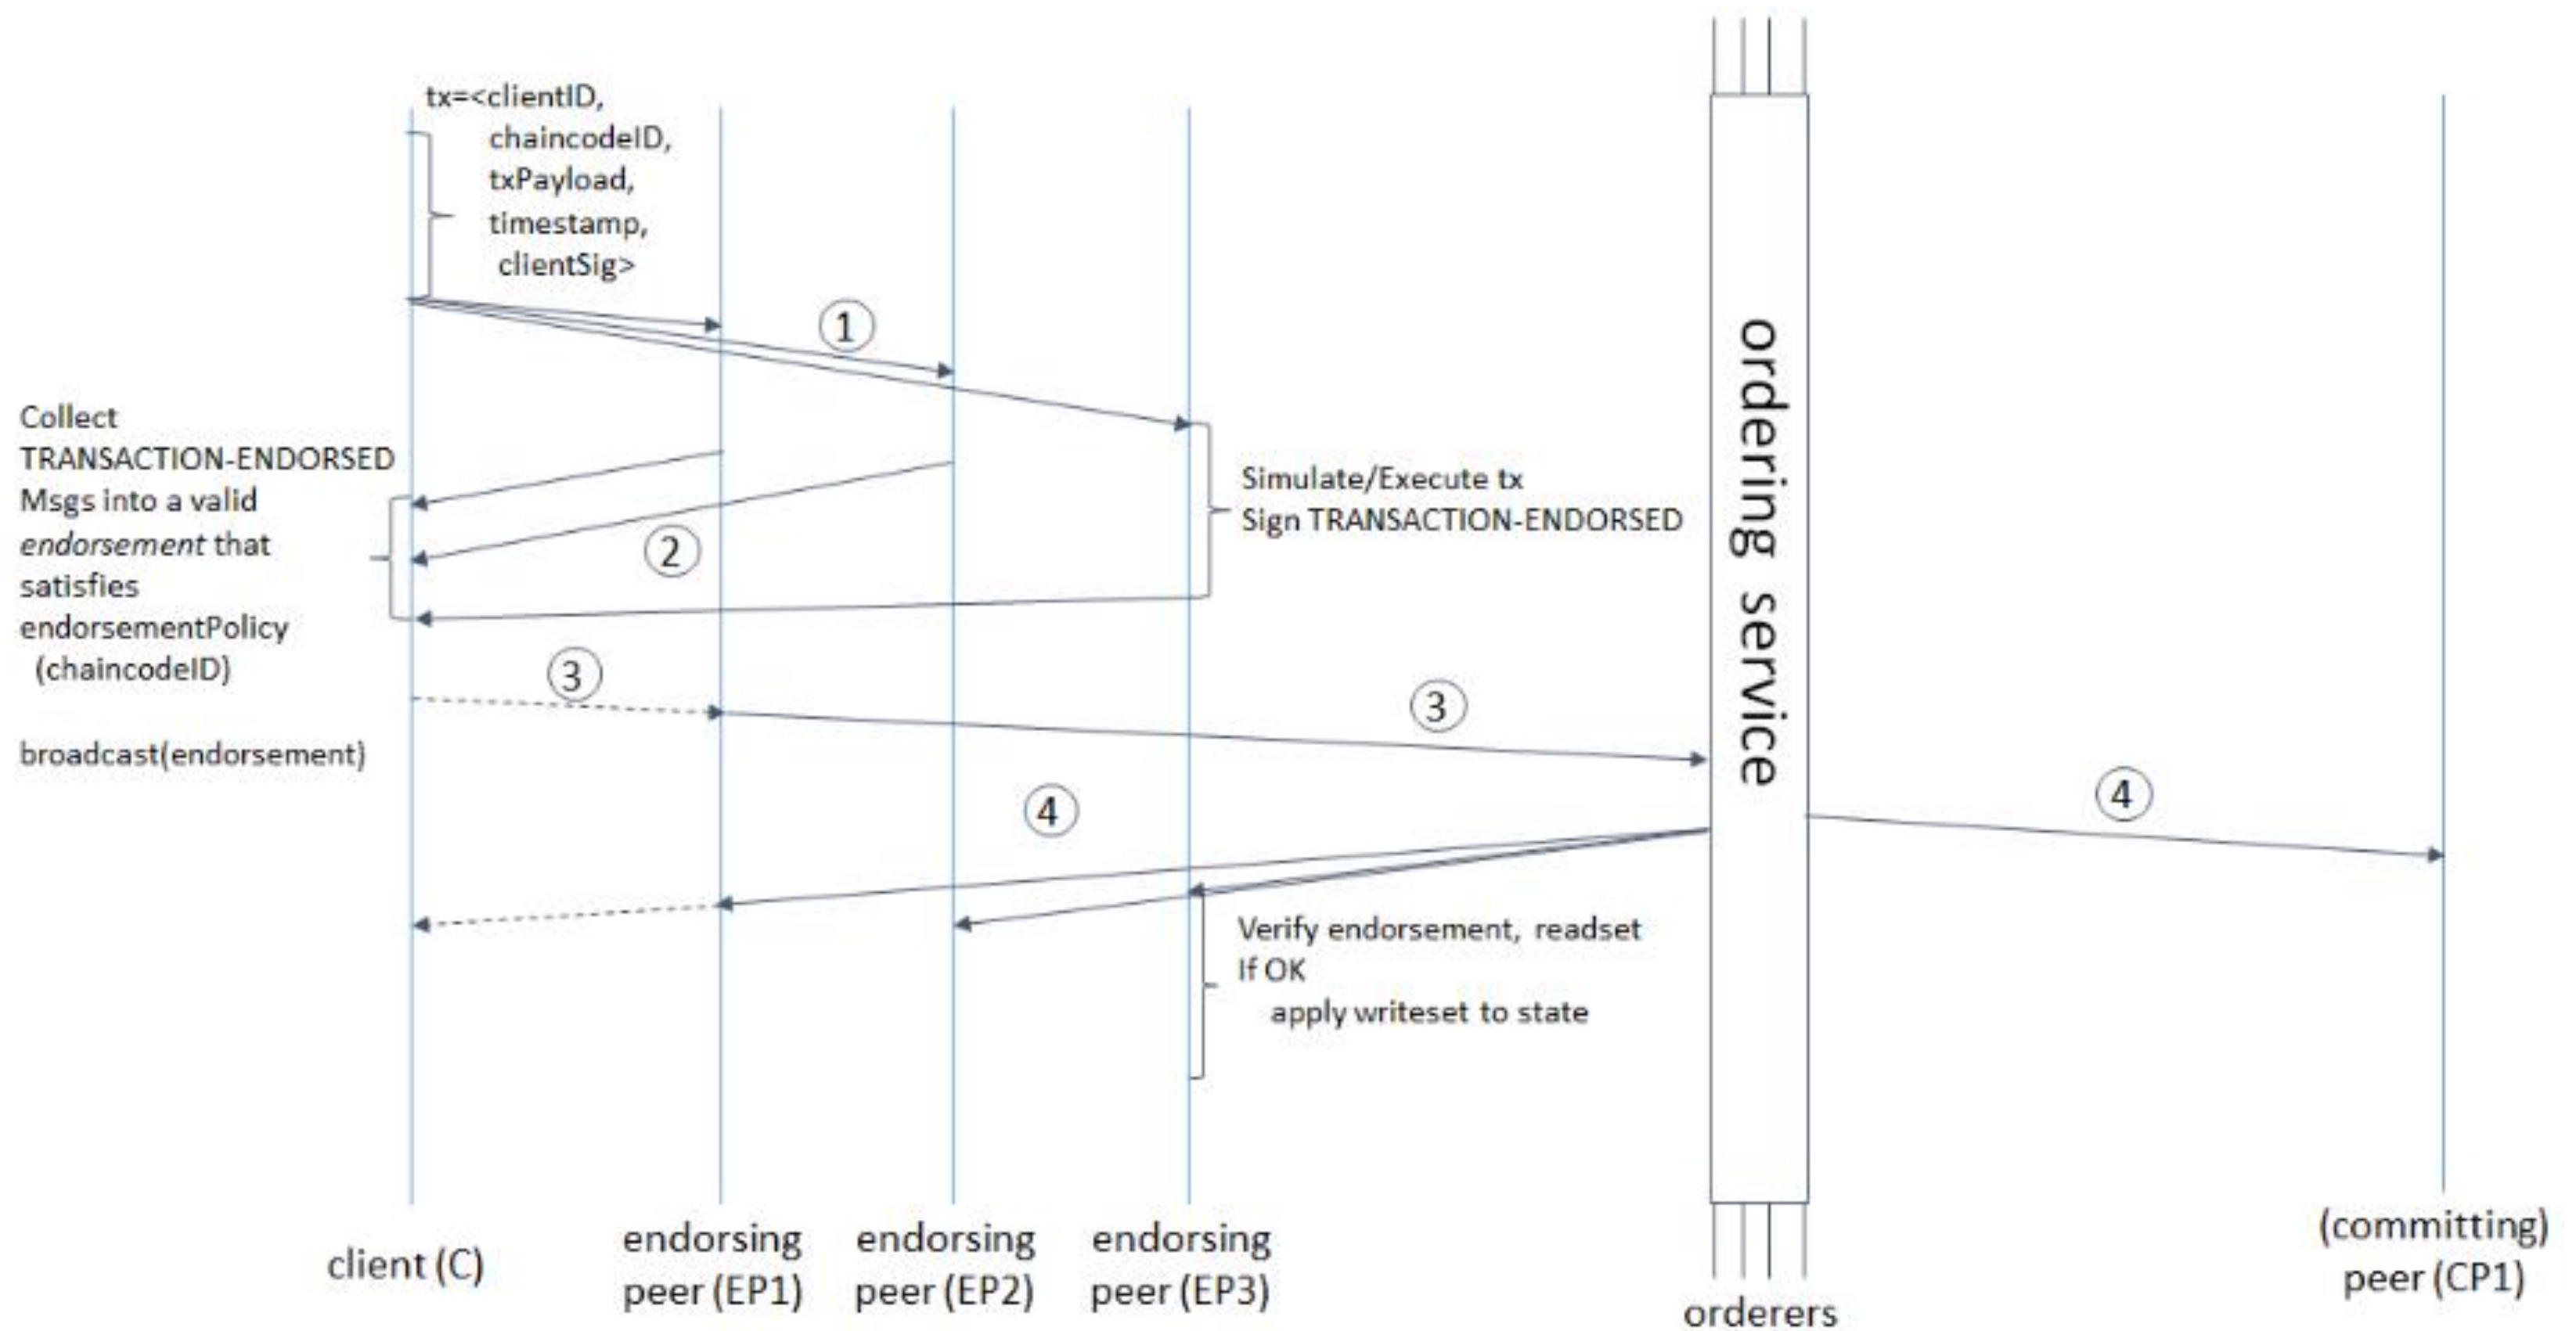 tx=<clientID,
chaincodeID,
txPayload,
timestamp,
clientSig>
1
Collect
TRANSACTION-ENDORSED
Msgs into a valid
endorsement that
satisfies
endorsementPolicy
(chaincodeID)
2
Simulate/Execute tx
Sign TRANSACTION-ENDORSED
ordering service
3
3
broadcast(endorsement)
4
4
Verify endorsement, readset
If OK
apply writeset to state
client (C)
endorsing
peer (EP1)
endorsing
peer (EP2)
endorsing
peer (EP3)
orderers
(committing)
peer (CP1)